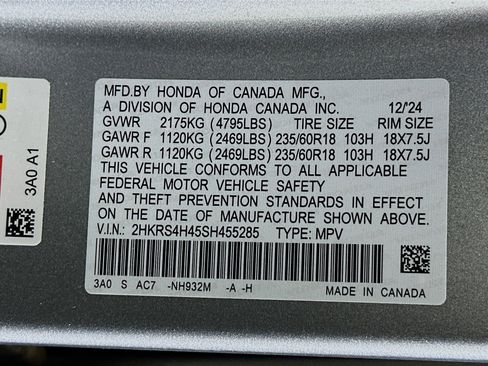 MFD.BY HONDA OF CANADA MFG.,
A DIVISION OF HONDA CANADA INC. 12/24
GVWR 2175KG (4795LBS) TIRE SIZE RIM SIZE
GAWR F 1120KG (2469LBS) 235/60R18 103H 18X7.5J
GAWR R 1120KG (2469LBS) 235/60R18 103H 18X7.5J
THIS VEHICLE CONFORMS TO ALL APPLICABLE
FEDERAL MOTOR VEHICLE SAFETY
AND THEFT PREVENTION STANDARDS IN EFFECT
ON THE DATE OF MANUFACTURE SHOWN ABOVE.
V.I.N.: 2HKRS4H45SH455285 TYPE: MPV
3A0 S AC7 -NH932M -A -H
MADE IN CANADA
3A0 A1